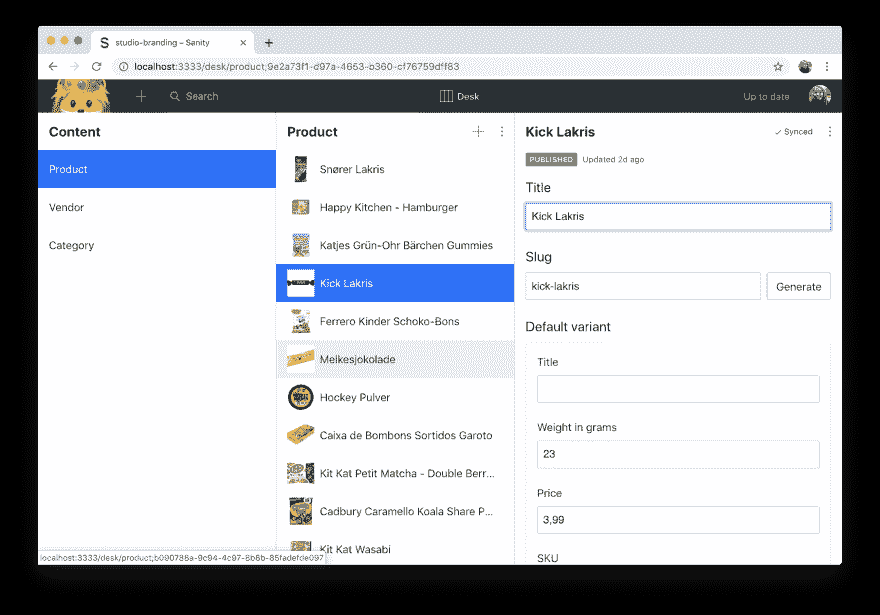 studio-branding – Sanity
localhost:3333/desk/product;9e2a73f1-d97a-4653-b360-cf76759dff83
Search
Desk
Up to date
Content
Product
Vendor
Category
Product
Snører Lakris
Happy Kitchen - Hamburger
Katjes Grün-Ohr Bärchen Gummies
Kick Lakris
Ferrero Kinder Schoko-Bons
Melkesjokolade
Hockey Pulver
Caixa de Bombons Sortidos Garoto
Kit Kat Petit Matcha - Double Berr...
Cadbury Caramello Koala Share P...
Kit Kat Wasabi
Kick Lakris
Synced
PUBLISHED Updated 2d ago
Title
Kick Lakris
Slug
kick-lakris
Generate
Default variant
Title
Weight in grams
23
Price
3,99
SKU
localhost:3333/desk/product;b090788a-9c94-4c97-8b6b-85fadefde097